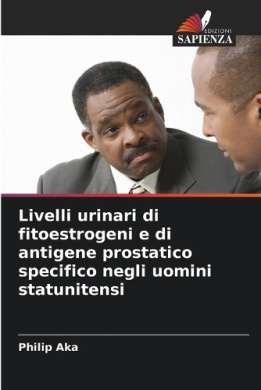 EDIZIONI
SAPIENZA
Livelli urinari di
fitoestrogeni e di
antigene prostatico
specifico negli uomini
statunitensi
Philip Aka